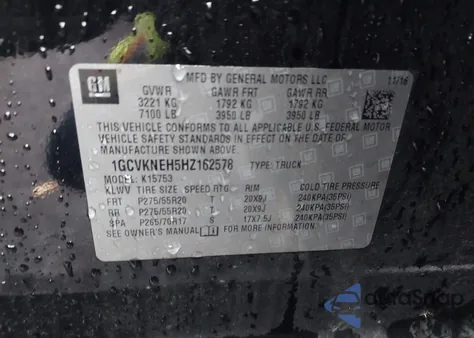 GM
MFD BY GENERAL MOTORS LLC
11/16
GVWR GAWR FRT GAWR RR
3221 KG 1792 KG 1792 KG
7100 LB 3950 LB 3950 LB
THIS VEHICLE CONFORMS TO ALL APPLICABLE U.S. FEDERAL MOTOR
VEHICLE SAFETY STANDARDS IN EFFECT ON THE DATE OF
MANUFACTURE SHOWN ABOVE.
1GCVKNEH5HZ162578 TYPE: TRUCK
MODEL: K15753
KLWV TIRE SIZE SPEED RTG RIM COLD TIRE PRESSURE
FRT P275/55R20 T 20X9J 240KPA(35PSI)
RR P275/55R20 T 20X9J 240KPA(35PSI)
SPA P265/70R17 S 17X7.5J 240KPA(35PSI)
SEE OWNER'S MANUAL FOR MORE INFORMATION.
AutoSnap